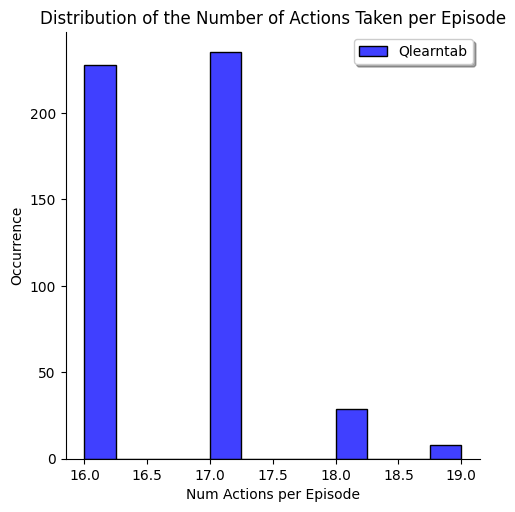 Distribution of the Number of Actions Taken per Episode
Qlearntab
Occurrence
200
150
100
50
0
16.0 16.5 17.0 17.5 18.0 18.5 19.0
Num Actions per Episode